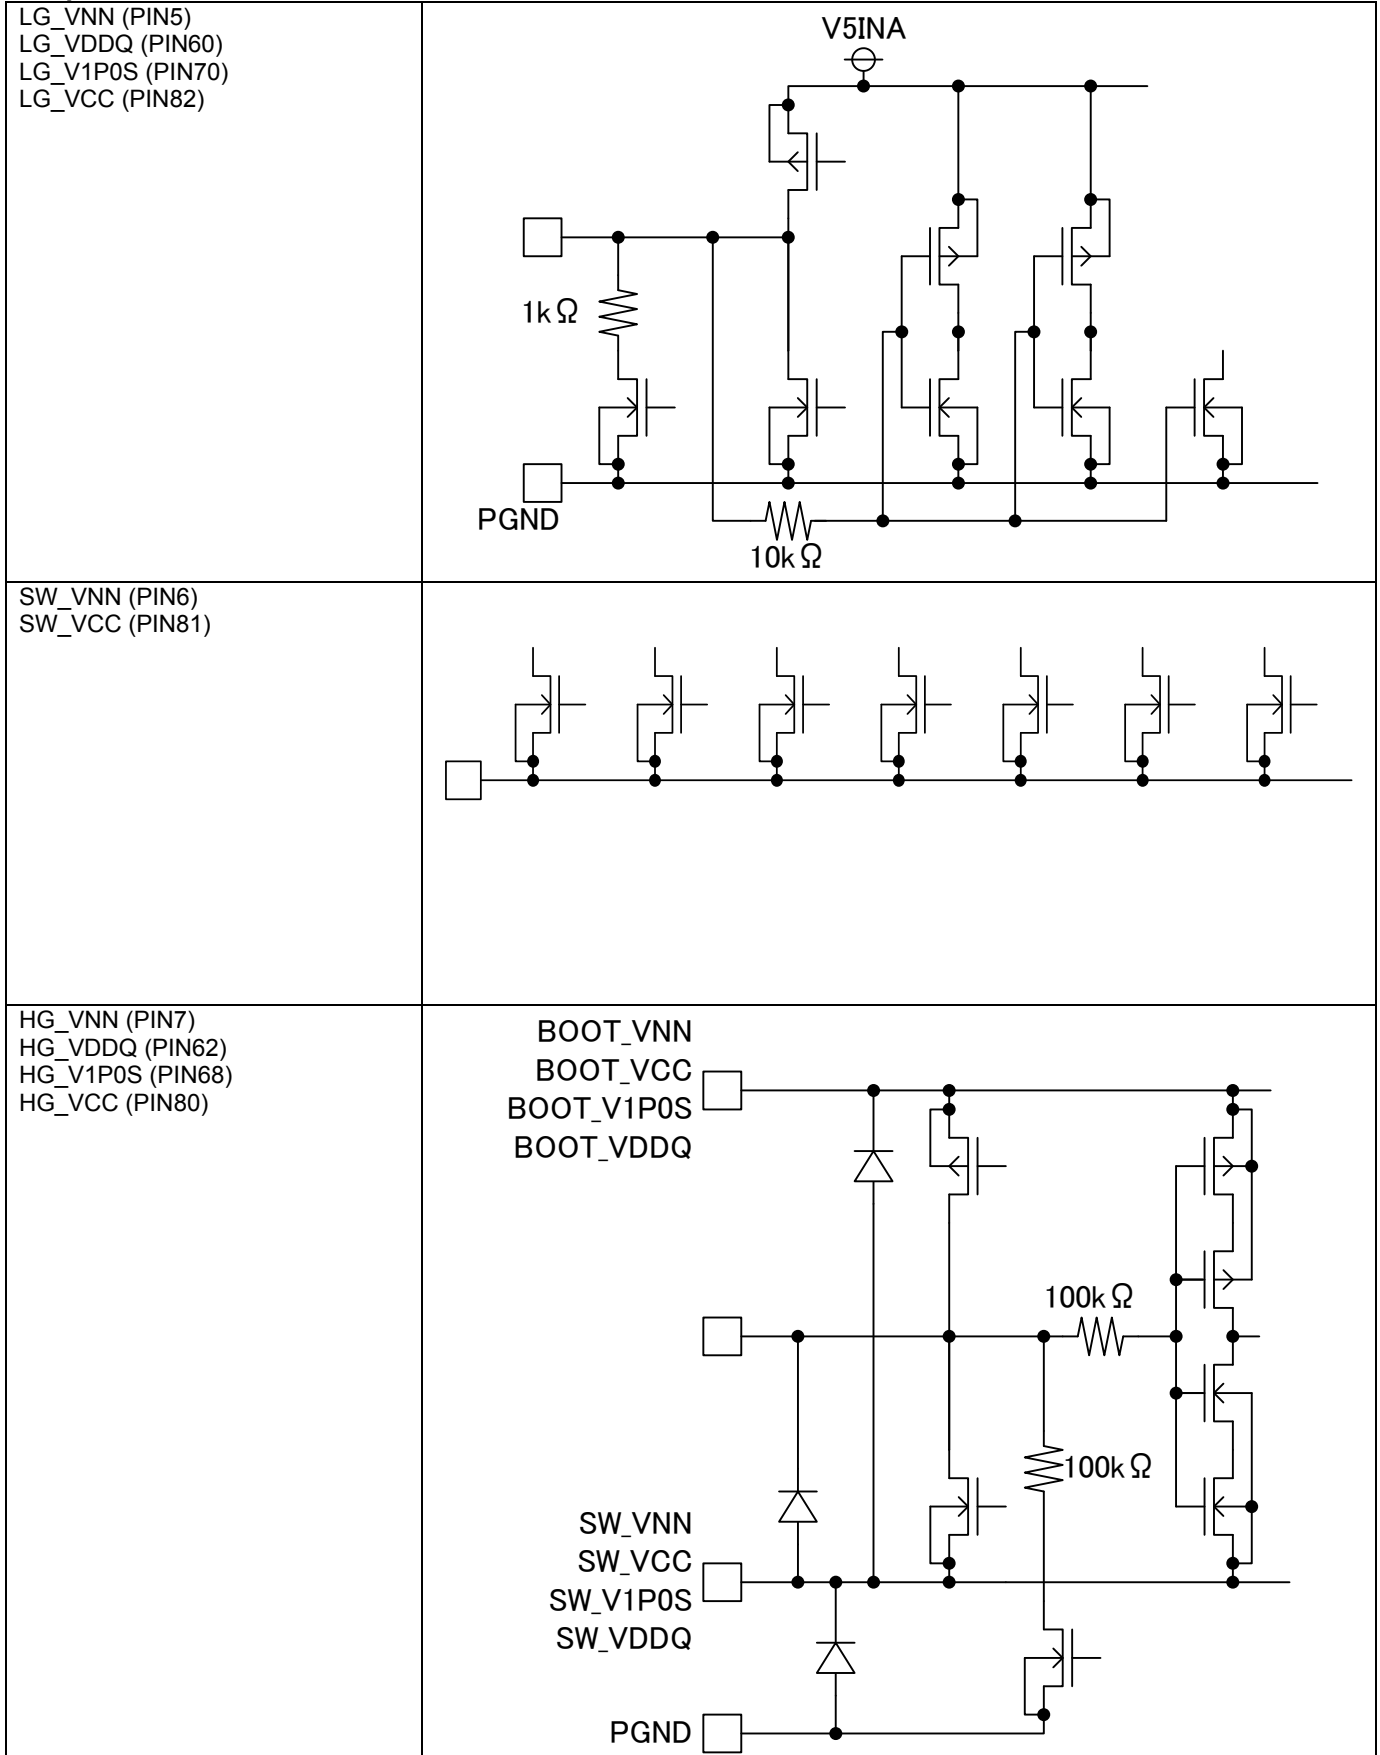 LG_VNN (PIN5)
LG_VDDQ (PIN60)
LG_V1P0S (PIN70)
LG_VCC (PIN82)
V5INA
1kΩ
PGND
10kΩ
SW_VNN (PIN6)
SW_VCC (PIN81)
HG_VNN (PIN7)
HG_VDDQ (PIN62)
HG_V1P0S (PIN68)
HG_VCC (PIN80)
BOOT_VNN
BOOT_VCC
BOOT_V1P0S
BOOT_VDDQ
100kΩ
100kΩ
SW_VNN
SW_VCC
SW_V1P0S
SW_VDDQ
PGND